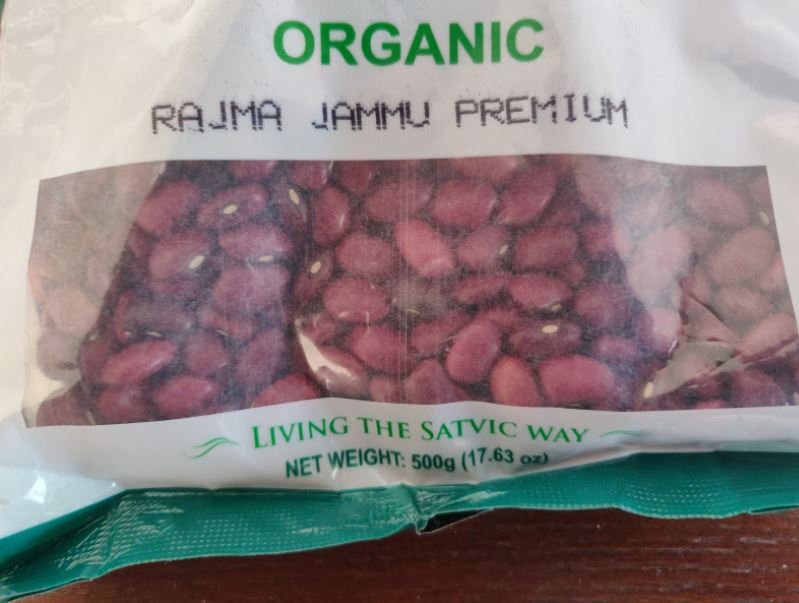 ORGANIC
RAJMA JAMMU PREMIUM
LIVING THE SATVIC WAY
NET WEIGHT: 500g (17.63 oz)